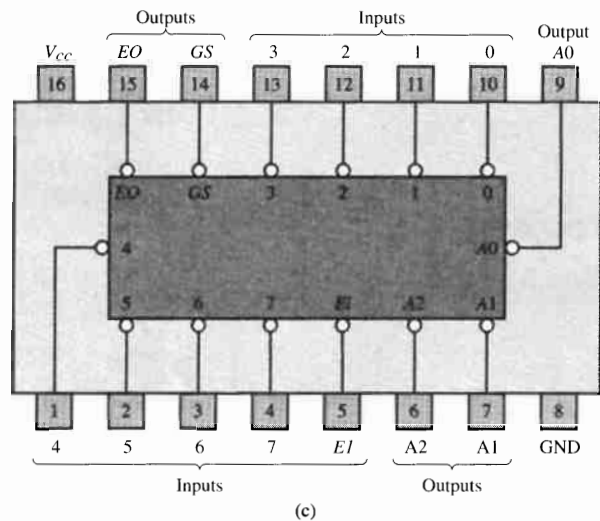 Outputs Inputs
V_CC EO GS 3 2 1 0 Output A0
16 15 14 13 12 11 10 9
EO GS 3 2 1 0
4 A0
5 6 7 EI A2 A1
1 2 3 4 5 6 7 8
4 5 6 7 EI A2 A1 GND
Inputs Outputs
(c)